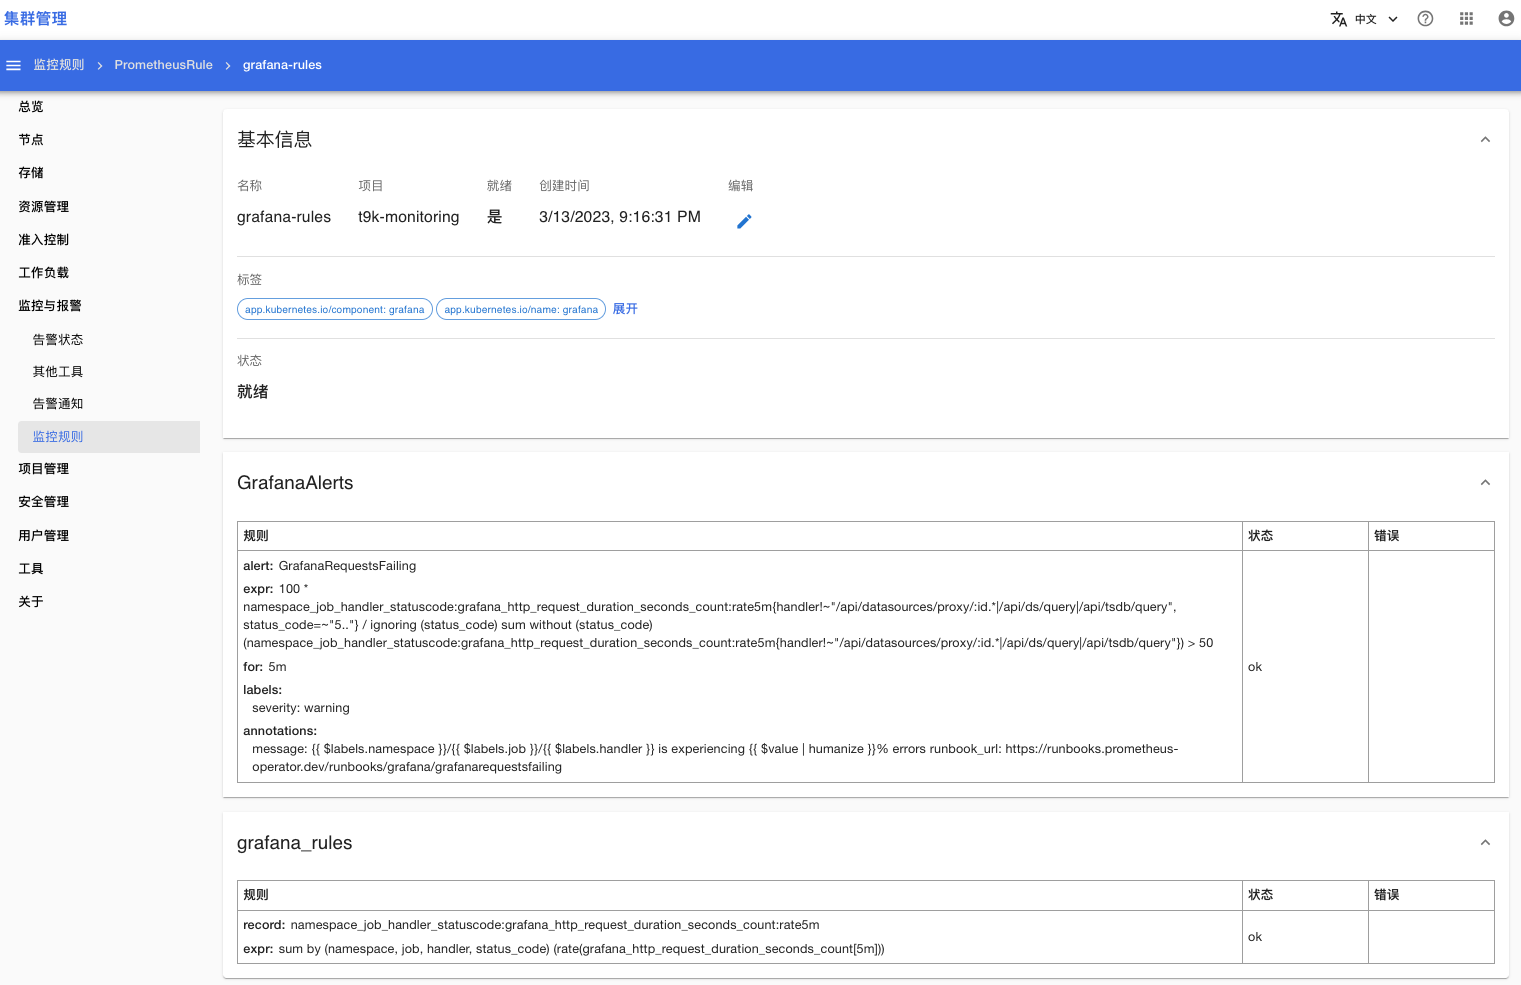 集群管理
中文
监控规则 > PrometheusRule > grafana-rules
总览
节点
存储
资源管理
准入控制
工作负载
监控与报警
告警状态
其他工具
告警通知
监控规则
项目管理
安全管理
用户管理
工具
关于
基本信息
名称 项目 就绪 创建时间 编辑
grafana-rules t9k-monitoring 是 3/13/2023, 9:16:31 PM
标签
app.kubernetes.io/component: grafana app.kubernetes.io/name: grafana 展开
状态
就绪
GrafanaAlerts
规则 状态 错误
alert: GrafanaRequestsFailing
expr: 100 *
namespace_job_handler_statuscode:grafana_http_request_duration_seconds_count:rate5m{handler!~"/api/datasources/proxy/:id.*|/api/ds/query|/api/tsdb/query",
status_code=~"5.."} / ignoring (status_code) sum without (status_code)
(namespace_job_handler_statuscode:grafana_http_request_duration_seconds_count:rate5m{handler!~"/api/datasources/proxy/:id.*|/api/ds/query|/api/tsdb/query"}) > 50
for: 5m
ok
labels:
severity: warning
annotations:
message: {{ $labels.namespace }}/{{ $labels.job }}/{{ $labels.handler }} is experiencing {{ $value | humanize }}% errors runbook_url: https://runbooks.prometheus-
operator.dev/runbooks/grafana/grafanarequestsfailing
grafana_rules
规则 状态 错误
record: namespace_job_handler_statuscode:grafana_http_request_duration_seconds_count:rate5m
ok
expr: sum by (namespace, job, handler, status_code) (rate(grafana_http_request_duration_seconds_count[5m]))